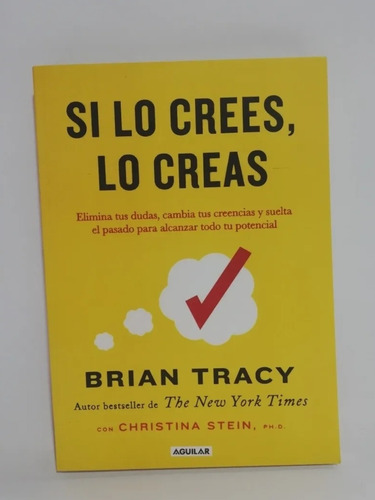 SI LO CREES,
LO CREAS
Elimina tus dudas, cambia tus creencias y suelta
el pasado para alcanzar todo tu potencial
BRIAN TRACY
Autor bestseller de The New York Times
CON CHRISTINA STEIN, PH.D.
AGUILAR